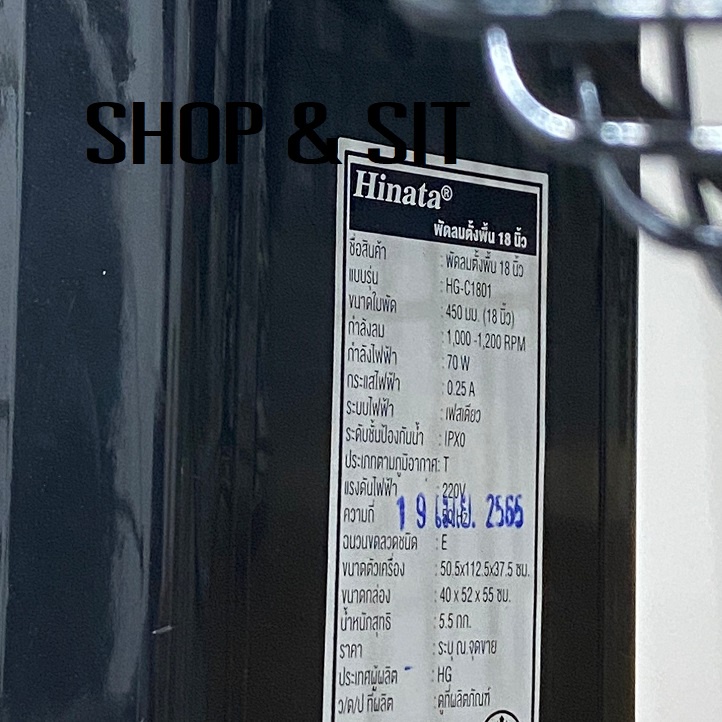 SHOP & SIT
Hinata®
พัดลมตั้งพื้น 18 นิ้ว
ชื่อสินค้า : พัดลมตั้งพื้น 18 นิ้ว
แบบรุ่น : HG-C1801
ขนาดใบพัด : 450 มม. (18 นิ้ว)
กำลังลม : 1,000 -1,200 RPM
กำลังไฟฟ้า : 70 W
กระแสไฟฟ้า : 0.25 A
ระบบไฟฟ้า : เฟสเดียว
ระดับชั้นป้องกันน้ำ : IPX0
ประเภทตามภูมิอากาศ: T
แรงดันไฟฟ้า : 220V
ความถี่ 19 เม.ย. 2565
ฉนวนขดลวดชนิด : E
ขนาดตัวเครื่อง : 50.5x112.5x37.5 ซม.
ขนาดกล่อง : 40 x 52 x 55 ซม.
น้ำหนักสุทธิ : 5.5 กก.
ราคา : ระบุ ณ จุดขาย
ประเทศผู้ผลิต : HG
ว/ด/ป ที่ผลิต : ดูที่ผลิตภัณฑ์